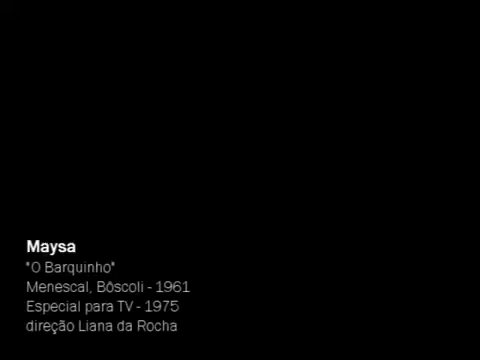 Maysa
"O Barquinho"
Menescal, Bôscoli - 1961
Especial para TV - 1975
direção Liana da Rocha